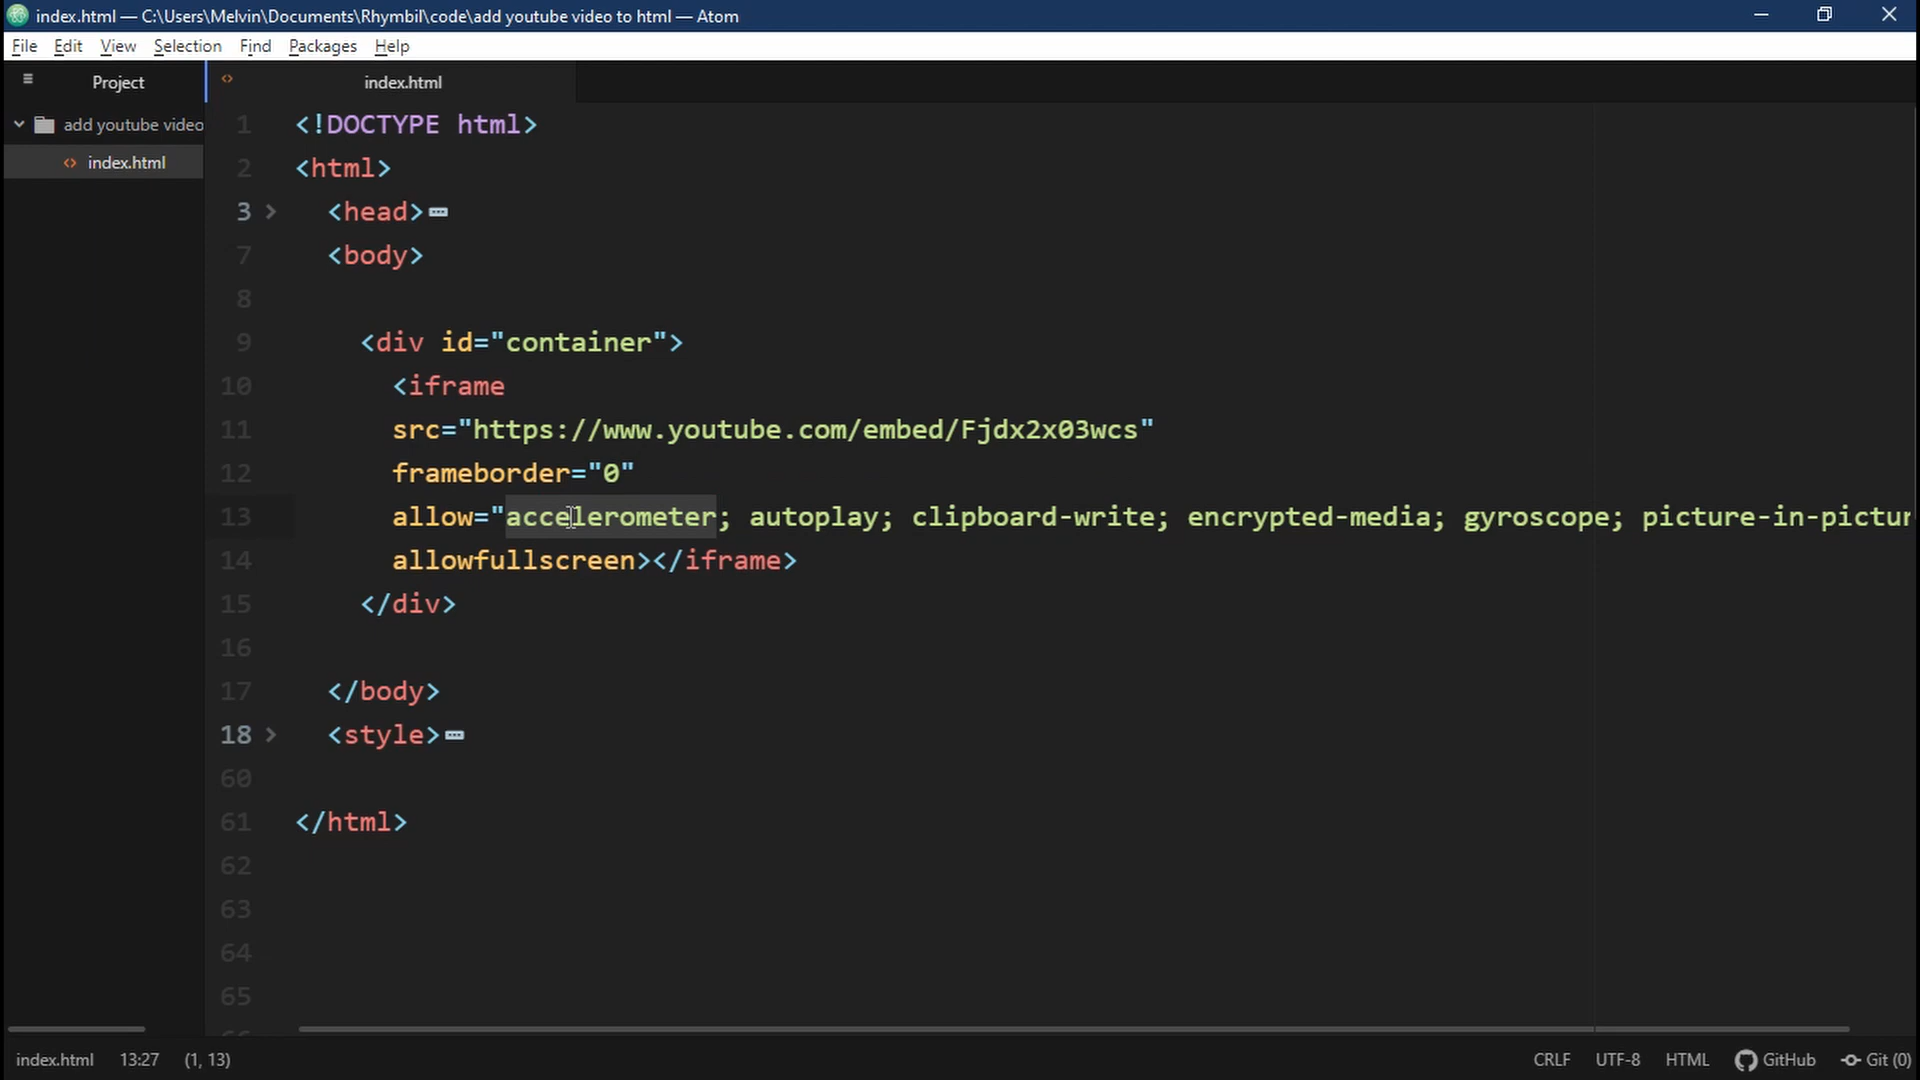 index.html — C:\Users\Melvin\Documents\Rhymbil\code\add youtube video to html — Atom
File Edit View Selection Find Packages Help
Project
index.html
add youtube video
index.html
1 <!DOCTYPE html>
2 <html>
3 <head>
7 <body>
8
9 <div id="container">
10 <iframe
11 src="https://www.youtube.com/embed/Fjdx2x03wcs"
12 frameborder="0"
13 allow="accelerometer; autoplay; clipboard-write; encrypted-media; gyroscope; picture-in-pictur
14 allowfullscreen></iframe>
15 </div>
16
17 </body>
18 <style>
60
61 </html>
62
63
64
65
index.html 13:27 (1, 13) CRLF UTF-8 HTML GitHub Git (0)